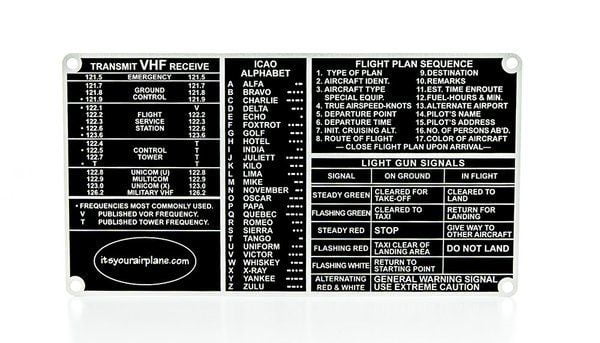 TRANSMIT VHF RECEIVE
121.5 EMERGENCY 121.5
121.7 121.7
121.8 GROUND 121.8
• 121.9 CONTROL 121.9
• 122.1 V
122.2 FLIGHT 122.2
122.3 SERVICE 122.3
• 122.6 STATION 122.6
123.6 123.6
122.4 T
122.5 CONTROL T
122.7 TOWER T
• T T
122.8 UNICOM (U) 122.8
122.9 MULTICOM 122.9
123.0 UNICOM (X) 123.0
126.2 MILITARY VHF 126.2
• FREQUENCIES MOST COMMONLY USED.
V PUBLISHED VOR FREQUENCY.
T PUBLISHED TOWER FREQUENCY.
itsyourairplane.com
ICAO
ALPHABET
A ALFA
B BRAVO
C CHARLIE
D DELTA
E ECHO
F FOXTROT
G GOLF
H HOTEL
I INDIA
J JULIETT
K KILO
L LIMA
M MIKE
N NOVEMBER
O OSCAR
P PAPA
Q QUEBEC
Y ROMEO
S SIERRA
T TANGO
U UNIFORM
V VICTOR
W WHISKEY
X X-RAY
Y YANKEE
Z ZULU
FLIGHT PLAN SEQUENCE
1. TYPE OF PLAN
2. AIRCRAFT IDENT.
3. AIRCRAFT TYPE
SPECIAL EQUIP.
4. TRUE AIRSPEED-KNOTS
5. DEPARTURE POINT
6. DEPARTURE TIME
7. INIT. CRUISING ALT.
8. ROUTE OF FLIGHT
9.DESTINATION
10. REMARKS
11. EST. TIME ENROUTE
12. FUEL-HOURS & MIN.
13. ALTERNATE AIRPORT
14. PILOT'S NAME
15. PILOT'S ADDRESS
16. NO. OF PERSONS AB'D.
17. COLOR OF AIRCRAFT
— CLOSE FLIGHT PLAN UPON ARRIVAL—
LIGHT GUN SIGNALS
SIGNAL ON GROUND IN FLIGHT
STEADY GREEN CLEARED FOR TAKE-OFF CLEARED TO LAND
FLASHING GREEN CLEARED TO TAXI RETURN FOR LANDING
STEADY RED STOP GIVE WAY TO OTHER AIRCRAFT
FLASHING RED TAXI CLEAR OF LANDING AREA DO NOT LAND
FLASHING WHITE RETURN TO STARTING POINT
ALTERNATING RED & WHITE GENERAL WARNING SIGNAL USE EXTREME CAUTION